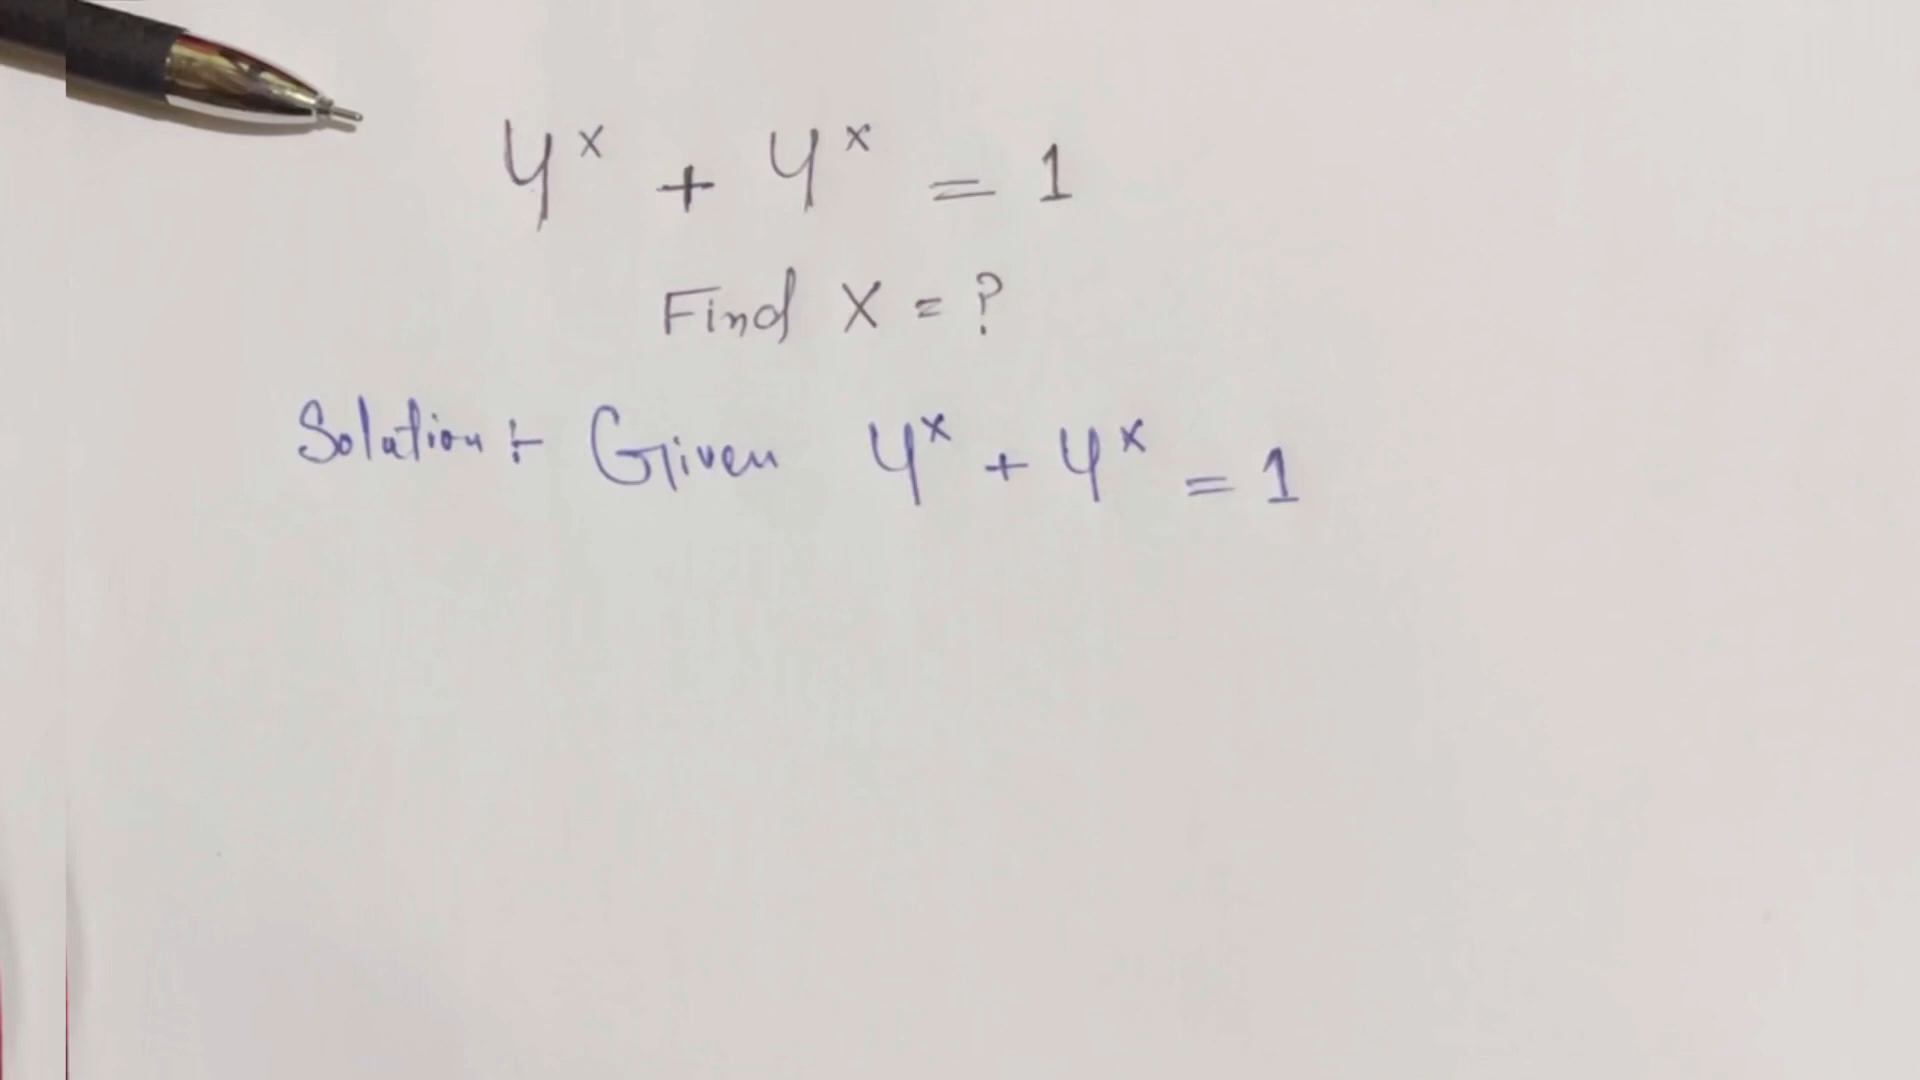 4^x + 4^x = 1
Find x = ?
Solution :- Given 4^x + 4^x = 1